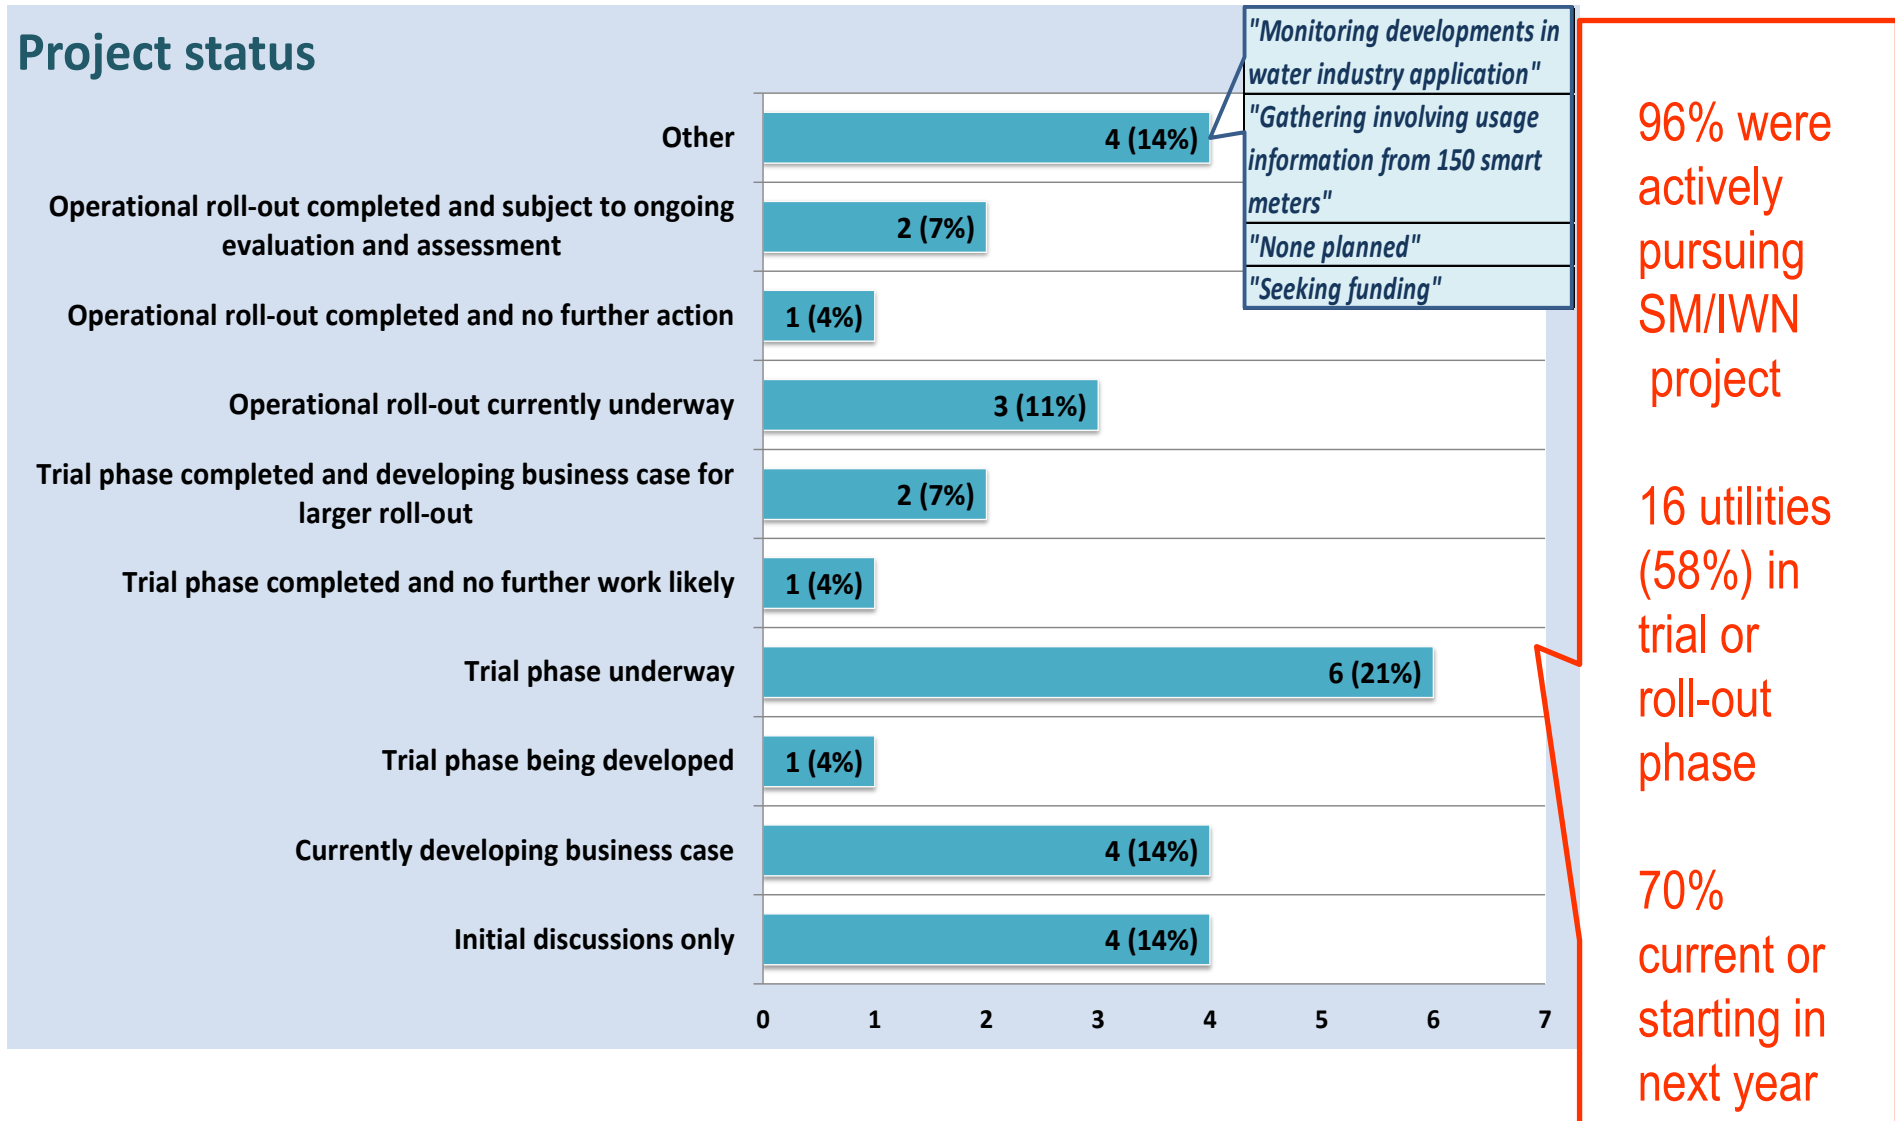 Project status
"Monitoring developments in
water industry application"
"Gathering involving usage
information from 150 smart
meters"
"None planned"
"Seeking funding"
Other
4 (14%)
Operational roll-out completed and subject to ongoing
evaluation and assessment
2 (7%)
Operational roll-out completed and no further action
1 (4%)
Operational roll-out currently underway
3 (11%)
Trial phase completed and developing business case for
larger roll-out
2 (7%)
Trial phase completed and no further work likely
1 (4%)
Trial phase underway
6 (21%)
Trial phase being developed
1 (4%)
Currently developing business case
4 (14%)
Initial discussions only
4 (14%)
0 1 2 3 4 5 6 7
96% were
actively
pursuing
SM/IWN
project
16 utilities
(58%) in
trial or
roll-out
phase
70%
current or
starting in
next year